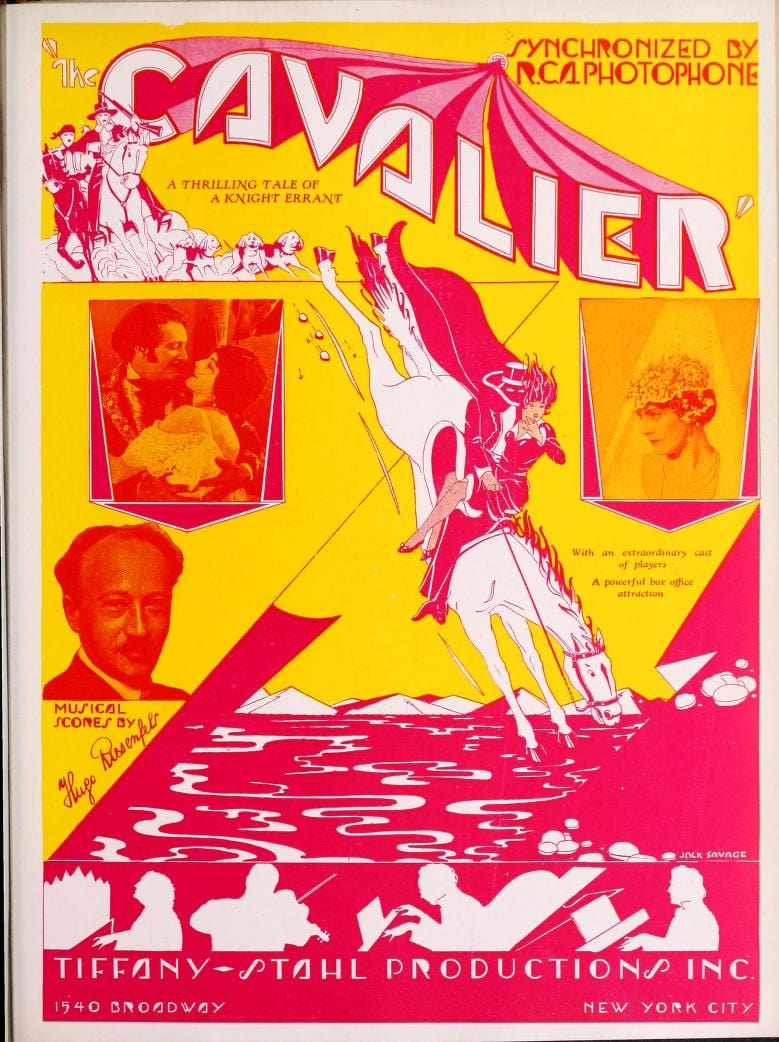 "The
CAVALIER"
SYNCHRONIZED BY
R.C.A. PHOTOPHONE
A THRILLING TALE OF
A KNIGHT ERRANT
With an extraordinary cast
of players
A powerful box office
attraction
MUSICAL
SCORES BY
Hugo Riesenfeld
JACK SAVAGE
TIFFANY-STAHL PRODUCTIONS INC.
1540 BROADWAY
NEW YORK CITY